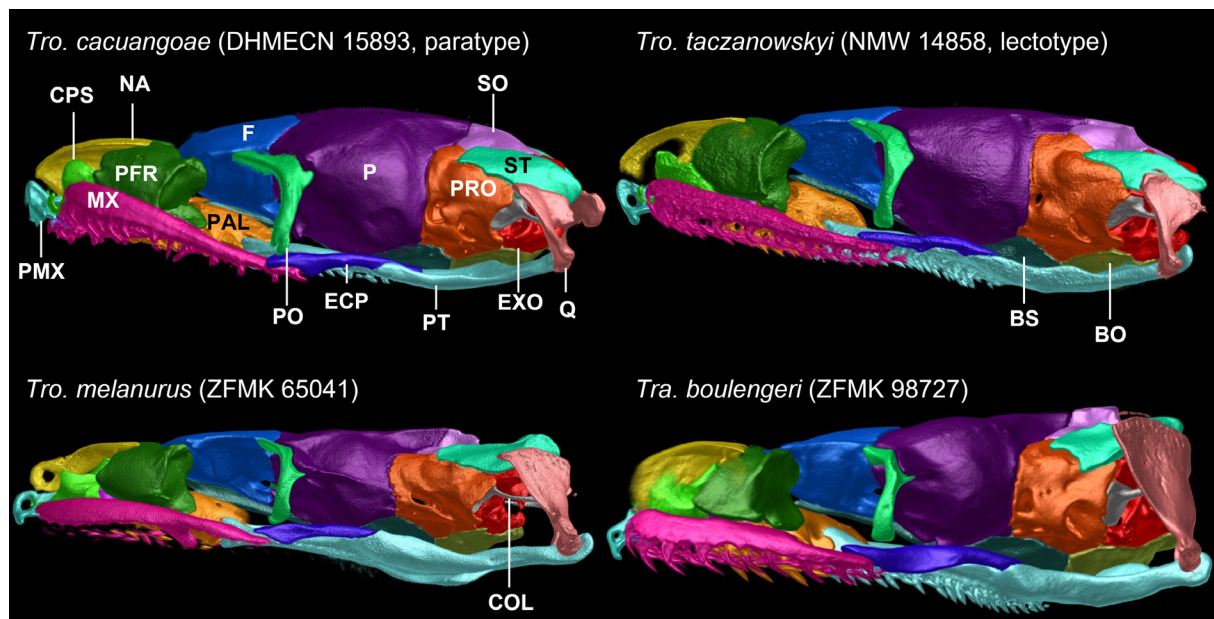 Tro. cacuangoae (DHMECN 15893, paratype)
Tro. taczanowskyi (NMW 14858, lectotype)
CPS
NA
SO
F
P
ST
PFR
PRO
MX
PAL
PMX
PO
ECP
PT
EXO
Q
BS
BO
Tro. melanurus (ZFMK 65041)
Tra. boulengeri (ZFMK 98727)
COL